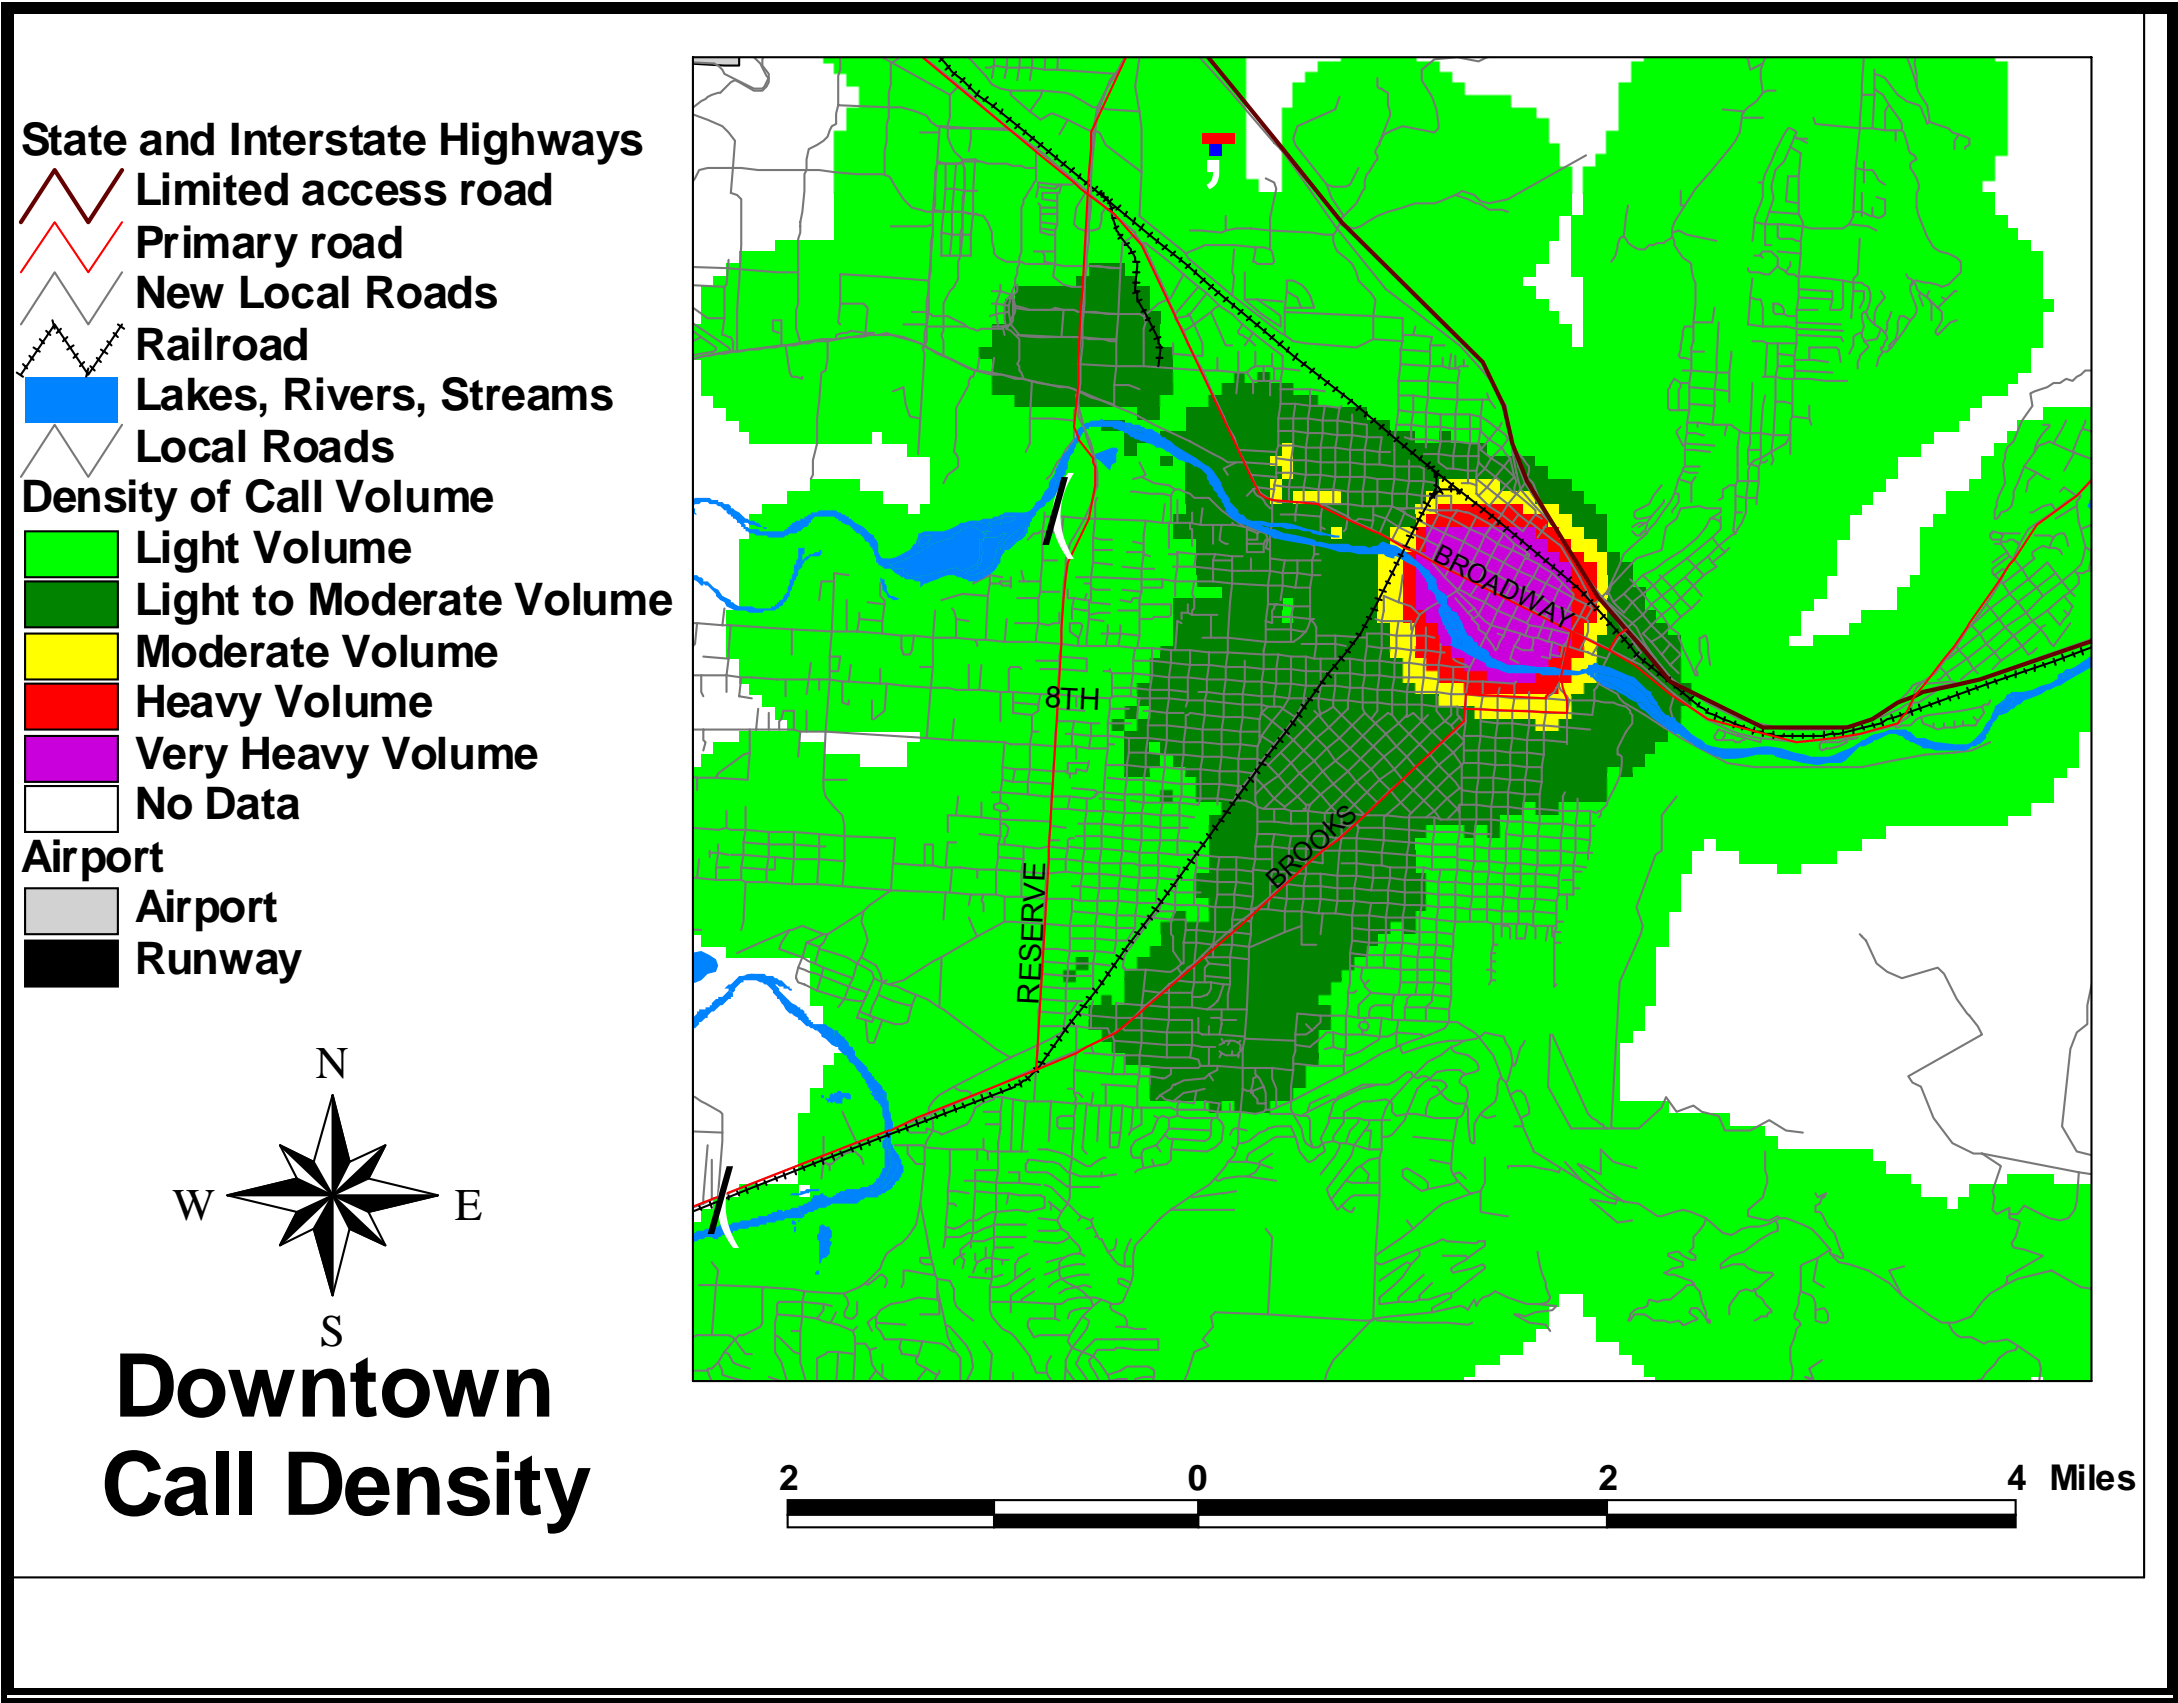 State and Interstate Highways
Limited access road
Primary road
New Local Roads
Railroad
Lakes, Rivers, Streams
Local Roads
Density of Call Volume
Light Volume
Light to Moderate Volume
Moderate Volume
Heavy Volume
Very Heavy Volume
No Data
Airport
Airport
Runway
N
W
E
S
Downtown
Call Density
BROADWAY
8TH
BROOKS
RESERVE
2 0 2 4 Miles